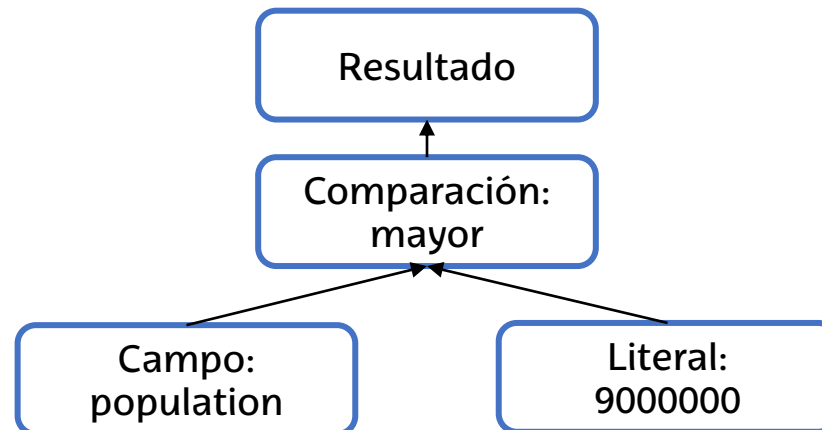 Resultado
Comparación:
mayor
Campo:
population
Literal:
9000000